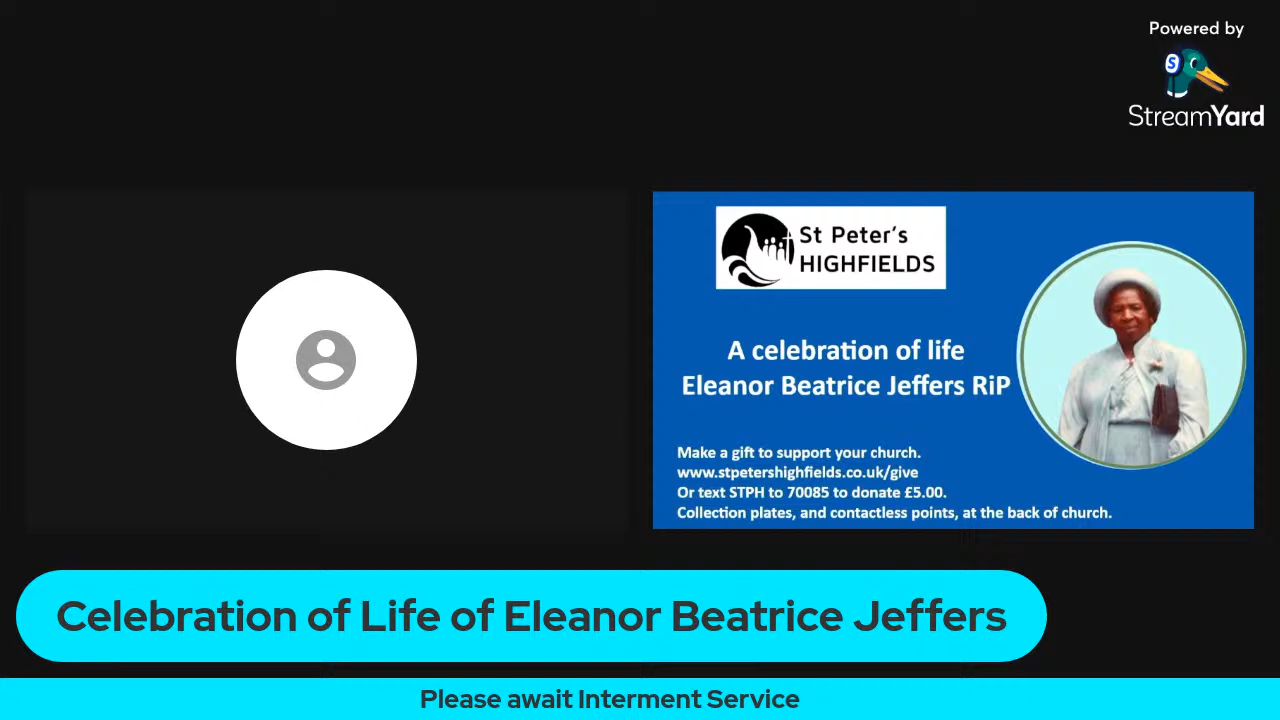 Powered by
S
StreamYard
St Peter's
HIGHFIELDS
A celebration of life
Eleanor Beatrice Jeffers RiP
Make a gift to support your church.
www.stpetershighfields.co.uk/give
Or text STPH to 70085 to donate £5.00.
Collection plates, and contactless points, at the back of church.
Celebration of Life of Eleanor Beatrice Jeffers
Please await Interment Service